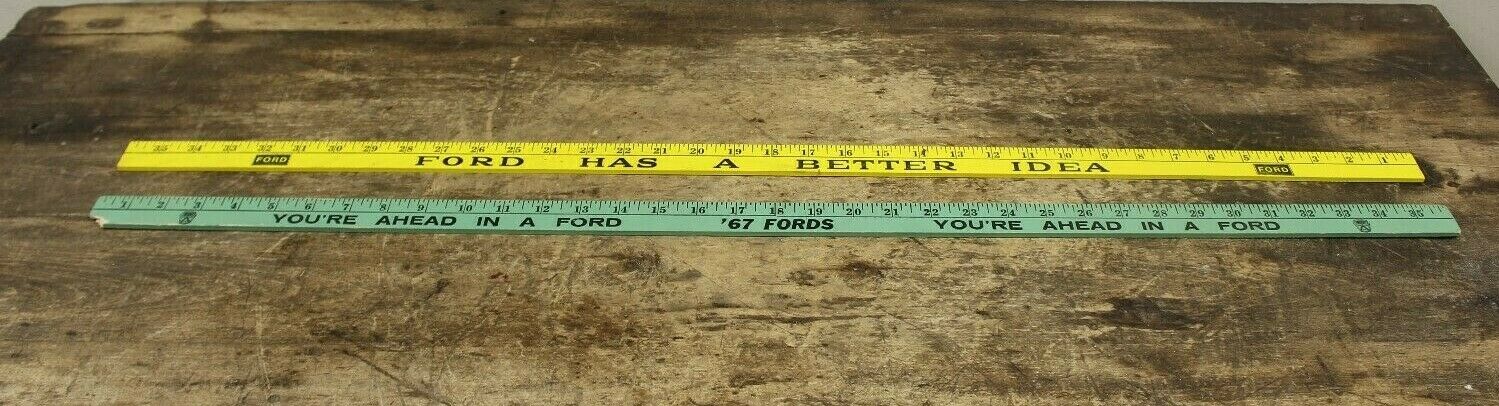 35 34 33 32 31 30 29 28 27 26 25 24 23 22 21 20 19 18 17 16 15 14 13 12 11 10 9 8 7 6 5 4 3 2 1
FORD FORD HAS A BETTER IDEA FORD
1 2 3 4 5 6 7 8 9 10 11 12 13 14 15 16 17 18 19 20 21 22 23 24 25 26 27 28 29 30 31 32 33 34 35
YOU'RE AHEAD IN A FORD '67 FORDS YOU'RE AHEAD IN A FORD